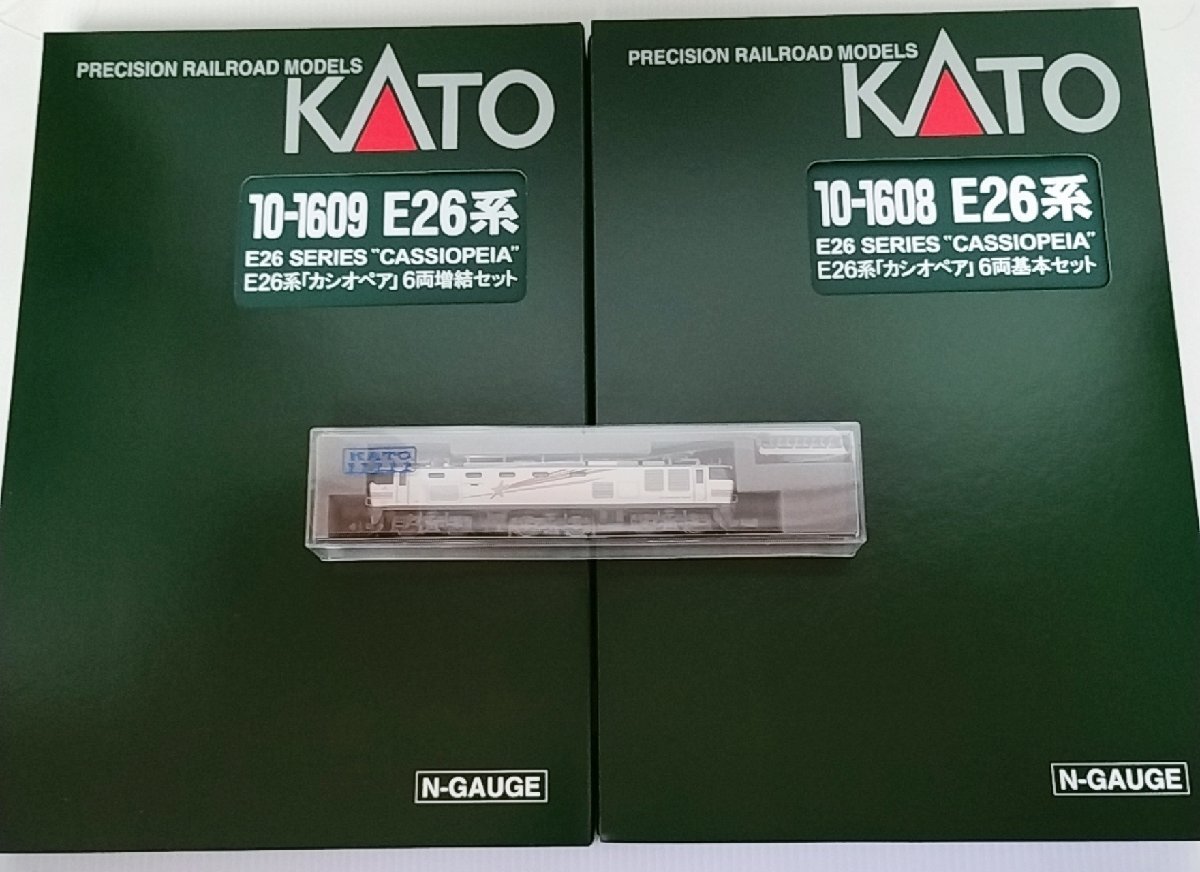 PRECISION RAILROAD MODELS
KATO
10-1609 E26系
E26 SERIES "CASSIOPEIA"
E26系「カシオペア」6両増結セット
N-GAUGE
PRECISION RAILROAD MODELS
KATO
10-1608 E26系
E26 SERIES "CASSIOPEIA"
E26系「カシオペア」6両基本セット
N-GAUGE
KATO